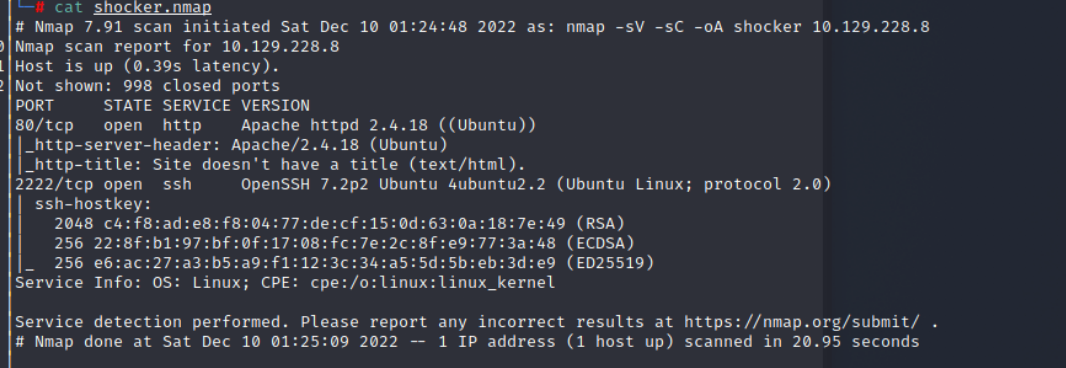 └─# cat shocker.nmap
# Nmap 7.91 scan initiated Sat Dec 10 01:24:48 2022 as: nmap -sV -sC -oA shocker 10.129.228.8
Nmap scan report for 10.129.228.8
Host is up (0.39s latency).
Not shown: 998 closed ports
PORT     STATE SERVICE VERSION
80/tcp   open  http    Apache httpd 2.4.18 ((Ubuntu))
|_http-server-header: Apache/2.4.18 (Ubuntu)
|_http-title: Site doesn't have a title (text/html).
2222/tcp open  ssh     OpenSSH 7.2p2 Ubuntu 4ubuntu2.2 (Ubuntu Linux; protocol 2.0)
| ssh-hostkey:
|   2048 c4:f8:ad:e8:f8:04:77:de:cf:15:0d:63:0a:18:7e:49 (RSA)
|   256 22:8f:b1:97:bf:0f:17:08:fc:7e:2c:8f:e9:77:3a:48 (ECDSA)
|_  256 e6:ac:27:a3:b5:a9:f1:12:3c:34:a5:5d:5b:eb:3d:e9 (ED25519)
Service Info: OS: Linux; CPE: cpe:/o:linux:linux_kernel

Service detection performed. Please report any incorrect results at https://nmap.org/submit/ .
# Nmap done at Sat Dec 10 01:25:09 2022 -- 1 IP address (1 host up) scanned in 20.95 seconds